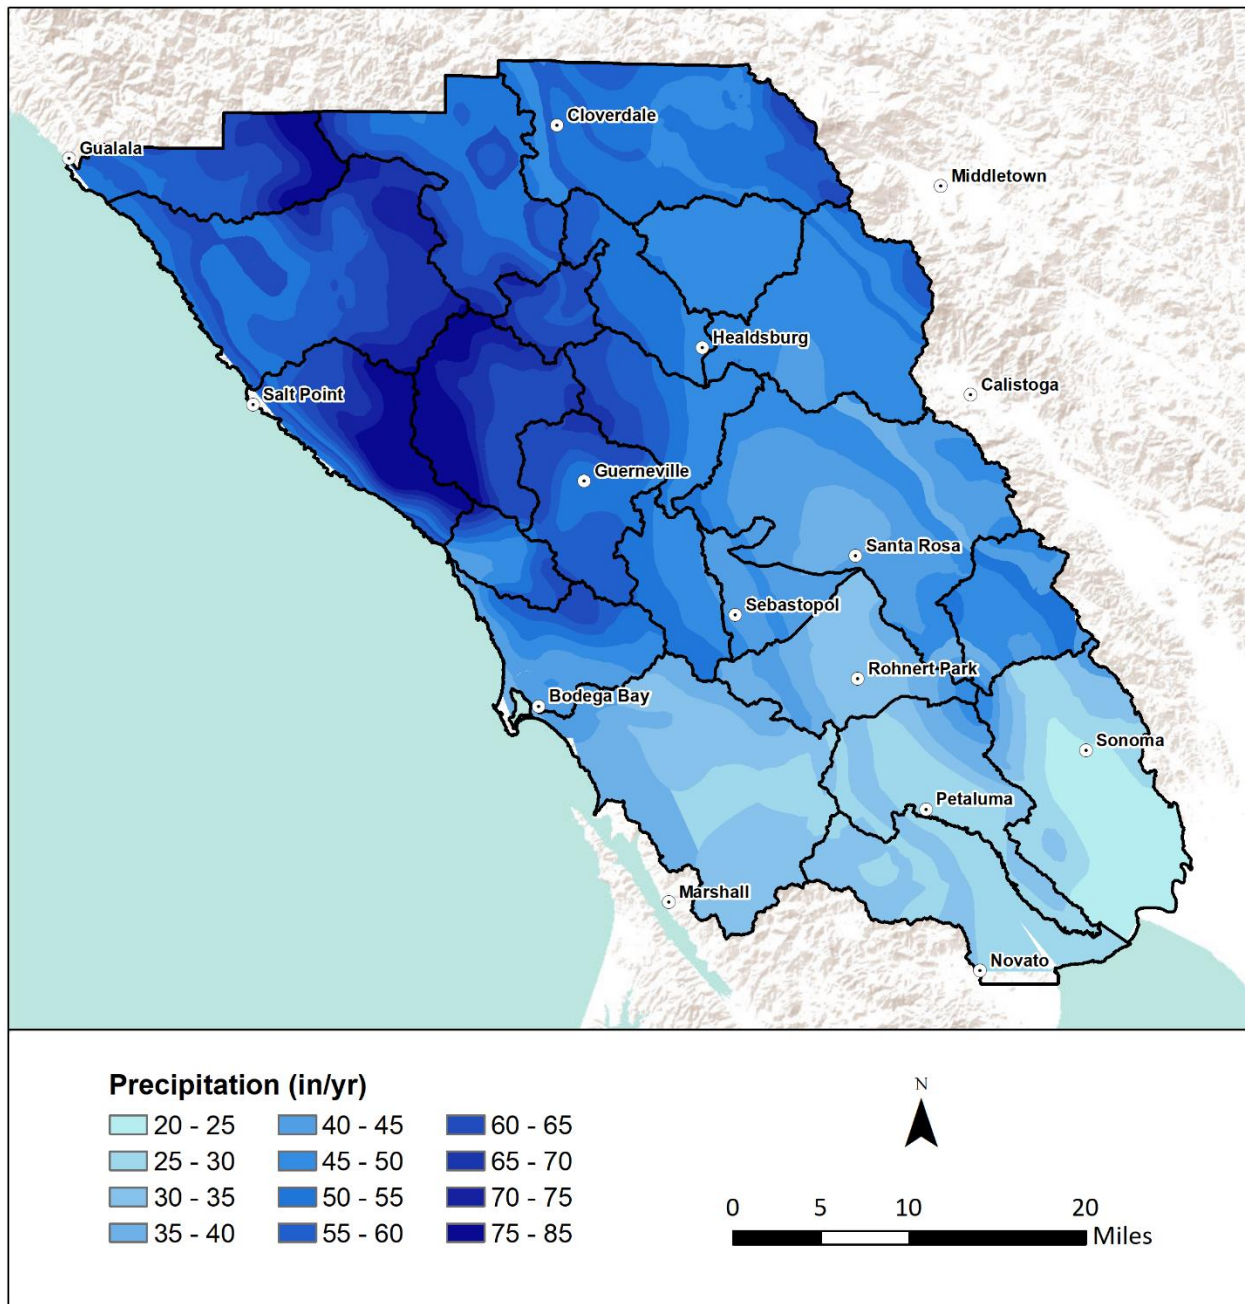 Cloverdale
Gualala
Middletown
Healdsburg
Calistoga
Salt Point
Guerneville
Santa Rosa
Sebastopol
Rohnert Park
Bodega Bay
Sonoma
Petaluma
Marshall
Novato
Precipitation (in/yr)
20 - 25 40 - 45 60 - 65
25 - 30 45 - 50 65 - 70
30 - 35 50 - 55 70 - 75
35 - 40 55 - 60 75 - 85
N
0 5 10 20
Miles